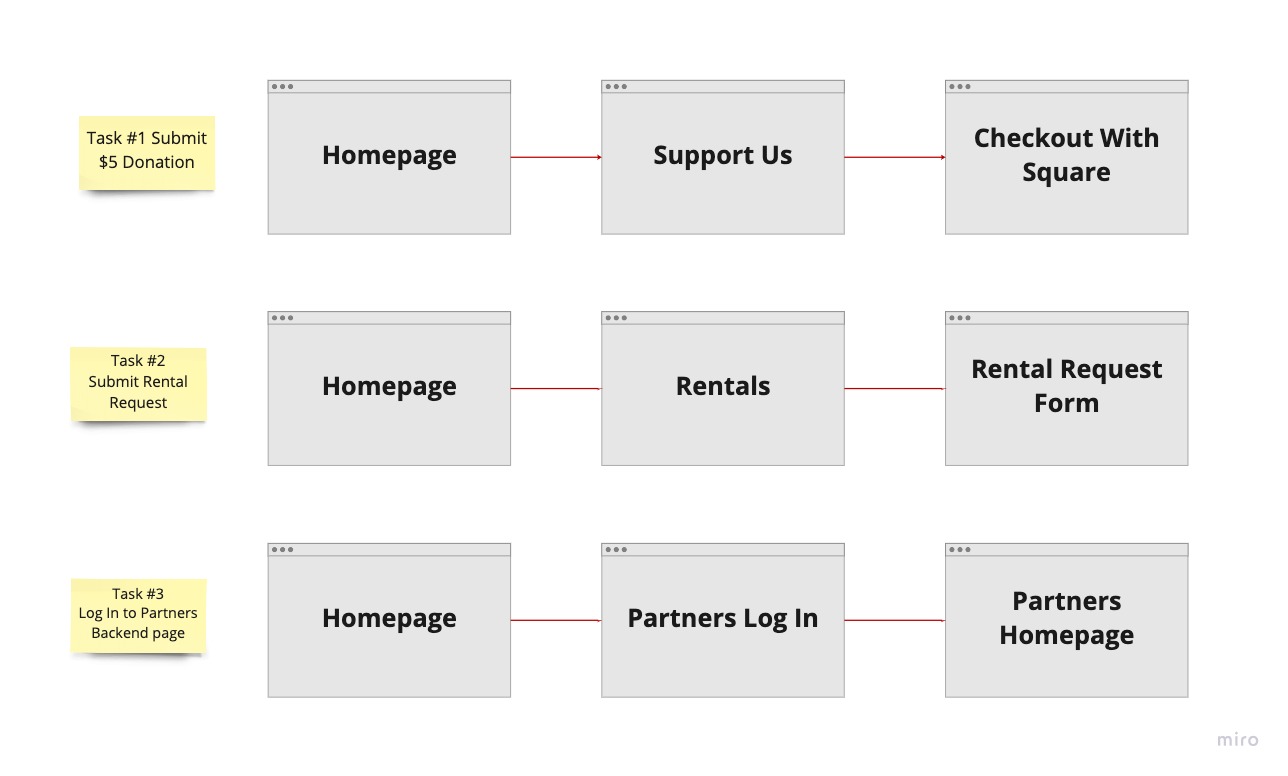 Task #1 Submit
$5 Donation
Homepage
Support Us
Checkout With
Square
Task #2
Submit Rental
Request
Homepage
Rentals
Rental Request
Form
Task #3
Log In to Partners
Backend page
Homepage
Partners Log In
Partners
Homepage
miro